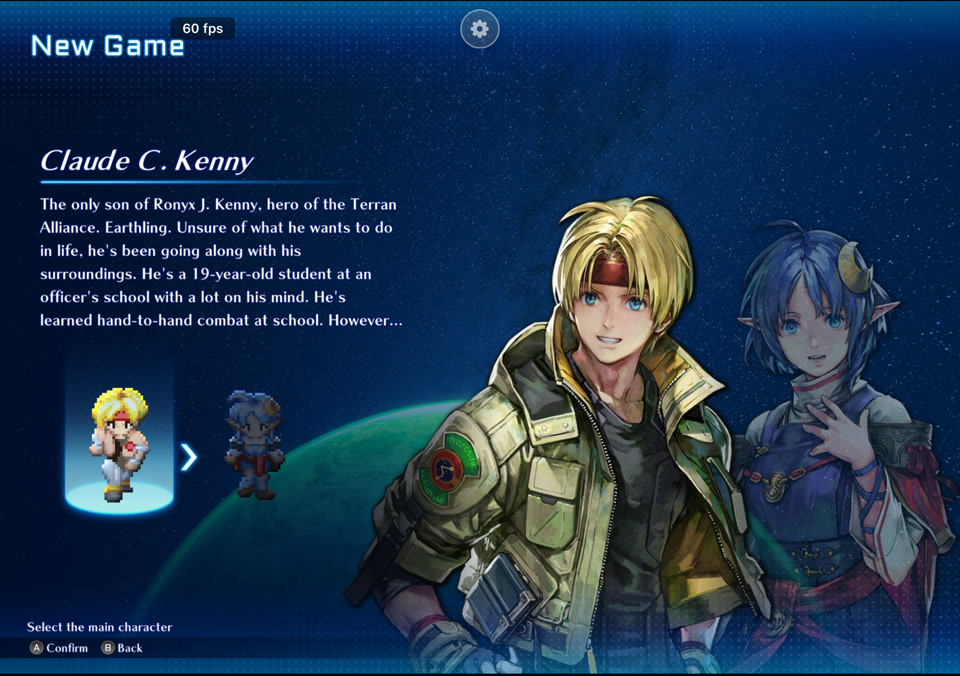 60 fps
New Game
Claude C. Kenny
The only son of Ronyx J. Kenny, hero of the Terran
Alliance. Earthling. Unsure of what he wants to do
in life, he's been going along with his
surroundings. He's a 19-year-old student at an
officer's school with a lot on his mind. He's
learned hand-to-hand combat at school. However...
Select the main character
A Confirm B Back